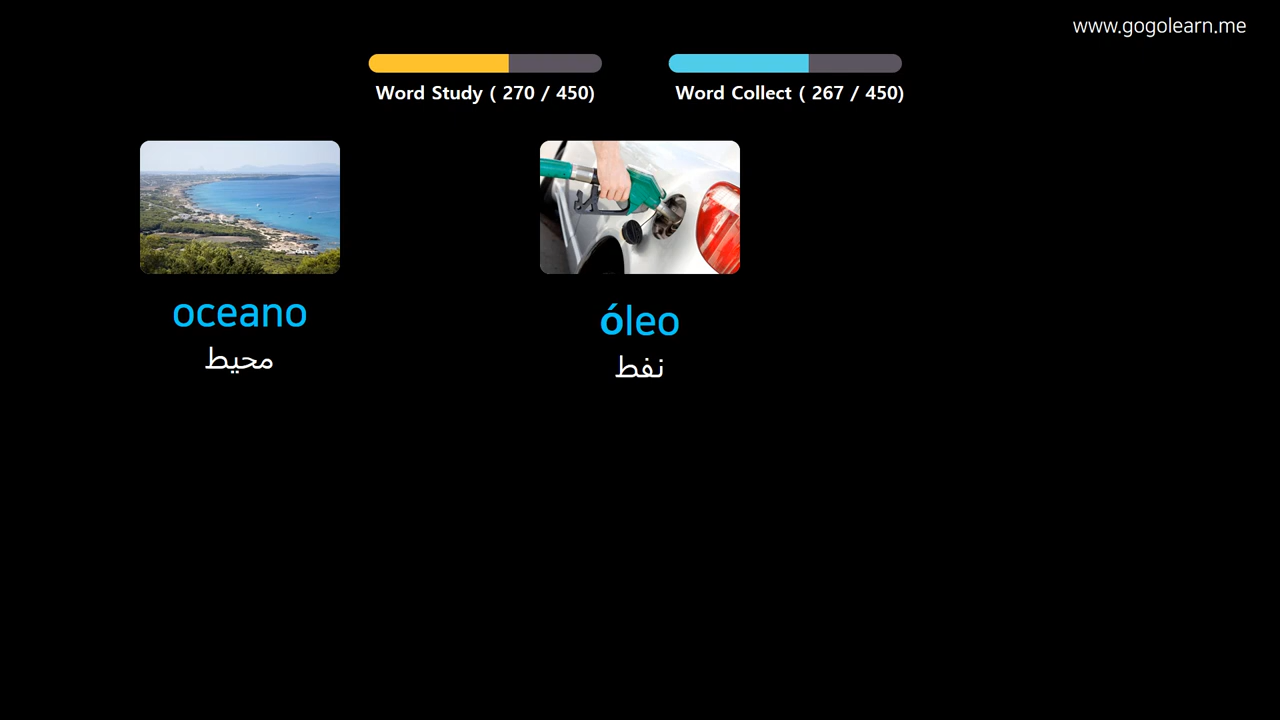 www.gogolearn.me
Word Study ( 270 / 450)
Word Collect ( 267 / 450)
oceano
محيط
óleo
نفط